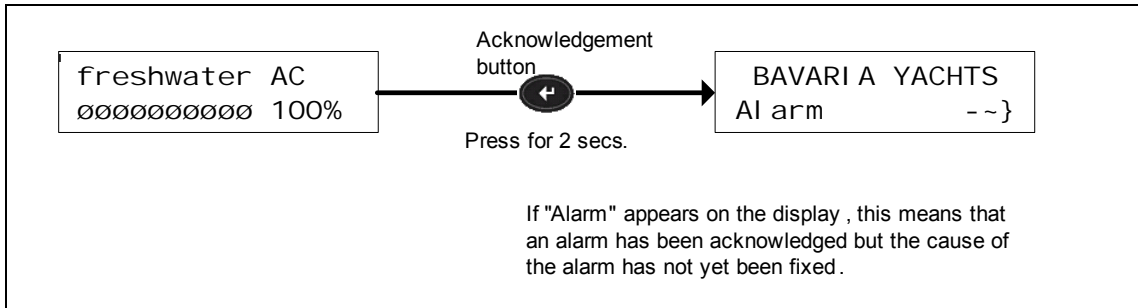 freshwater AC
øøøøøøøøøø 100%
Acknowledgement
button
Press for 2 secs.
BAVARIA YACHTS
Alarm -~}
If "Alarm" appears on the display , this means that
an alarm has been acknowledged but the cause of
the alarm has not yet been fixed .